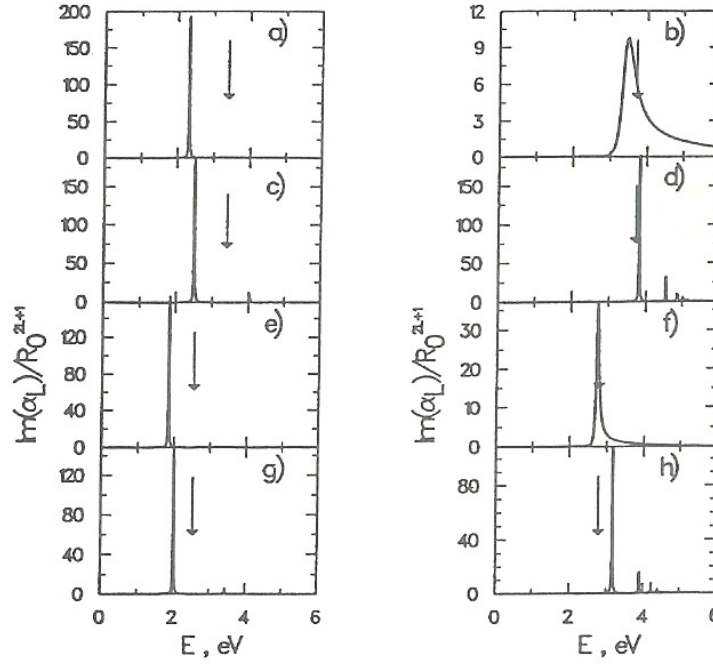 200 a) 12 b)
150 9
100 6
50 3
0 0
150 c) 150 d)
100 100
50 50
0 0
120 e) 30 f)
80 20
40 10
0 0
120 g) 80 h)
80
40 40
0 0
0 2 4 6 0 2 4 6
E , eV E , eV
Im(α_L)/R_0^{2L+1} Im(α_L)/R_0^{2L+1}